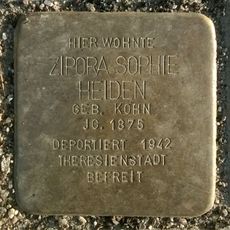 HIER WOHNTE
ZIPORA SOPHIE
HEIDEN
GEB. KOHN
JG. 1875
DEPORTIERT 1942
THERESIENSTADT
BEFREIT